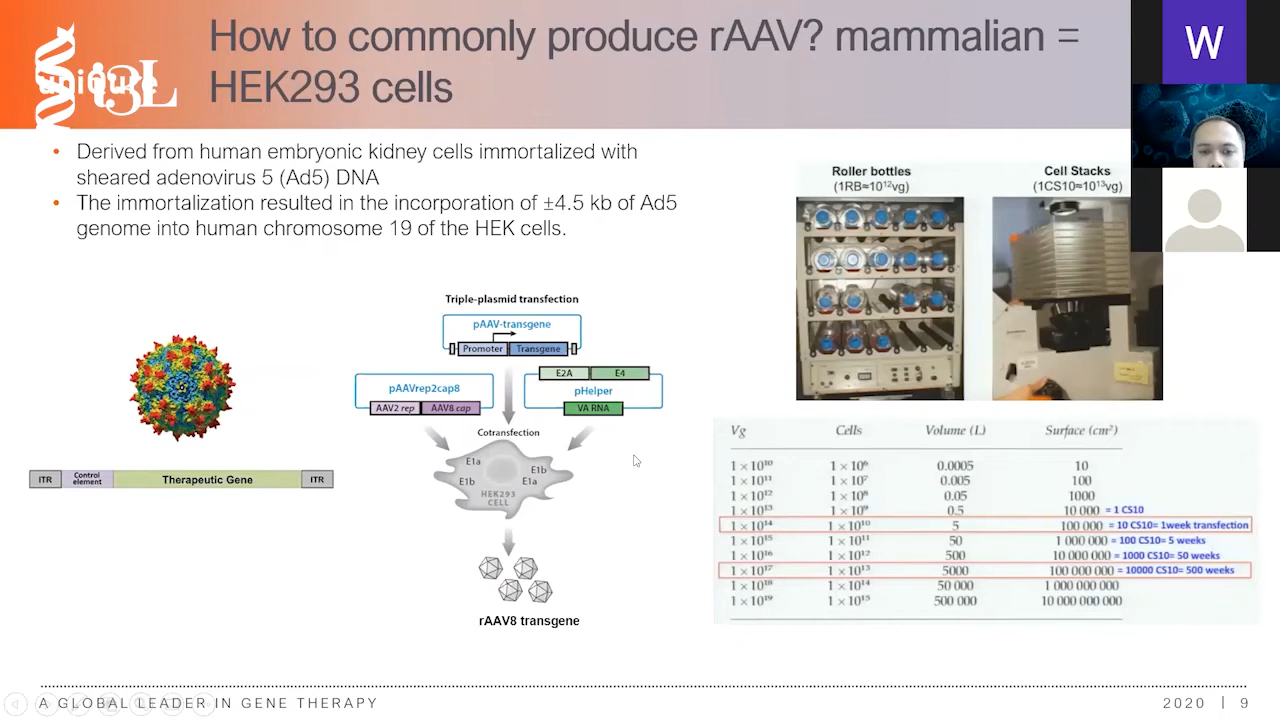 How to commonly produce rAAV? mammalian =
HEK293 cells
uniqure
t3L
W
• Derived from human embryonic kidney cells immortalized with
sheared adenovirus 5 (Ad5) DNA
• The immortalization resulted in the incorporation of ±4.5 kb of Ad5
genome into human chromosome 19 of the HEK cells.
Roller bottles
(1RB≈10¹²vg)
Cell Stacks
(1CS10≈10¹³vg)
Triple-plasmid transfection
pAAV-transgene
Promoter Transgene
pAAVrep2cap8
AAV2 rep AAV8 cap
E2A E4
pHelper
VA RNA
Cotransfection
E1a
E1b
E1b
E1a
HEK293
CELL
rAAV8 transgene
ITR
Control
element
Therapeutic Gene
ITR
Vg Cells Volume (L) Surface (cm²)
1 × 10¹⁰ 1 × 10⁶ 0.0005 10
1 × 10¹¹ 1 × 10⁷ 0.005 100
1 × 10¹² 1 × 10⁸ 0.05 1000
1 × 10¹³ 1 × 10⁹ 0.5 10 000 = 1 CS10
1 × 10¹⁴ 1 × 10¹⁰ 5 100 000 = 10 CS10= 1week transfection
1 × 10¹⁵ 1 × 10¹¹ 50 1 000 000 = 100 CS10= 5 weeks
1 × 10¹⁶ 1 × 10¹² 500 10 000 000 = 1000 CS10= 50 weeks
1 × 10¹⁷ 1 × 10¹³ 5000 100 000 000 = 10000 CS10= 500 weeks
1 × 10¹⁸ 1 × 10¹⁴ 50 000 1 000 000 000
1 × 10¹⁹ 1 × 10¹⁵ 500 000 10 000 000 000
A GLOBAL LEADER IN GENE THERAPY
2020 | 9